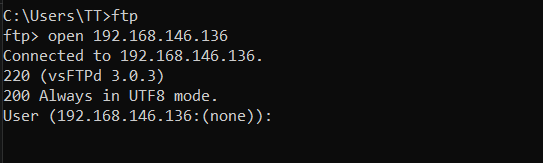 C:\Users\TT>ftp
ftp> open 192.168.146.136
Connected to 192.168.146.136.
220 (vsFTPd 3.0.3)
200 Always in UTF8 mode.
User (192.168.146.136:(none)):